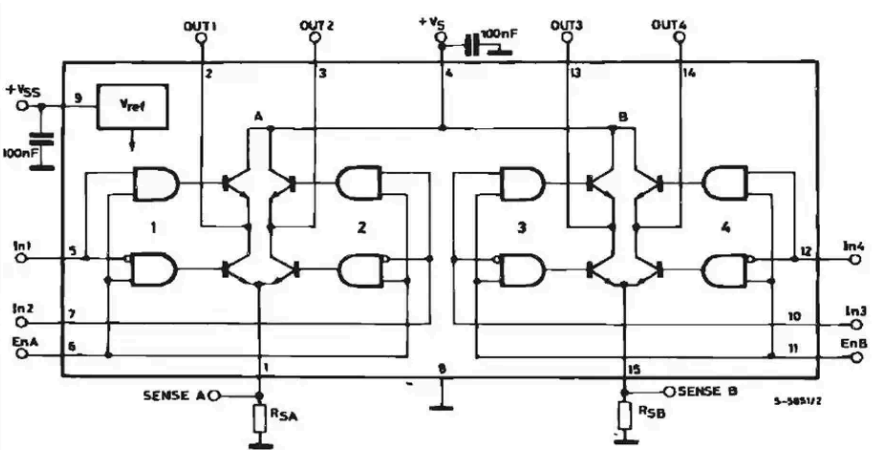 OUT1
OUT2
+VS
100nF
OUT3
OUT4
2
3
4
13
14
+VSS
9
Vref
100nF
A
B
1
2
3
4
In1
5
12
In4
In2
7
10
In3
EnA
6
11
EnB
1
8
15
SENSE A
SENSE B
S-5851/2
RSA
RSB